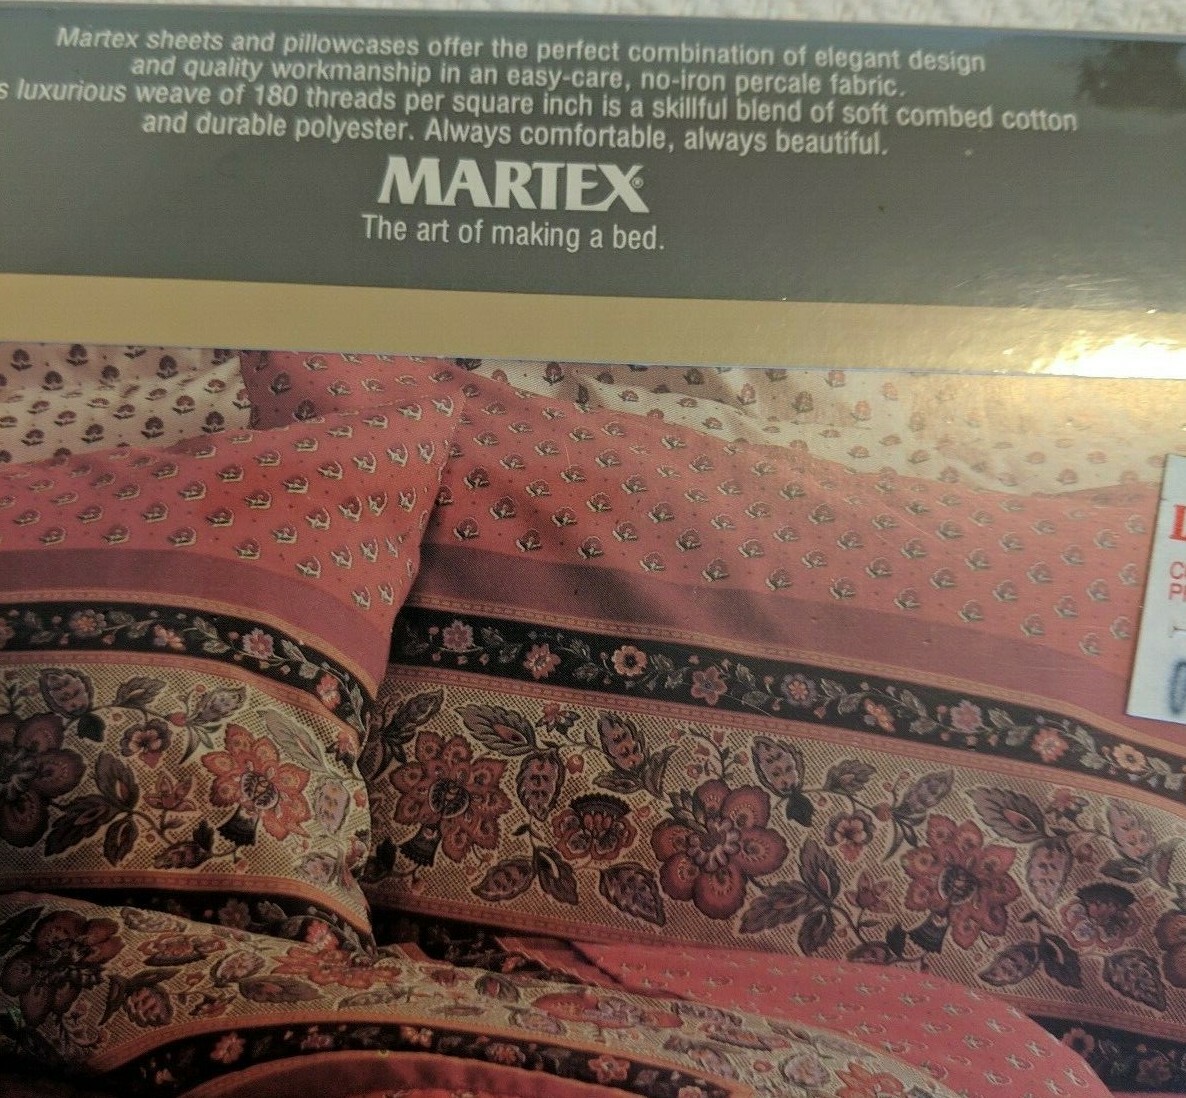 Martex sheets and pillowcases offer the perfect combination of elegant design
and quality workmanship in an easy-care, no-iron percale fabric.
s luxurious weave of 180 threads per square inch is a skillful blend of soft combed cotton
and durable polyester. Always comfortable, always beautiful.
MARTEX®
The art of making a bed.